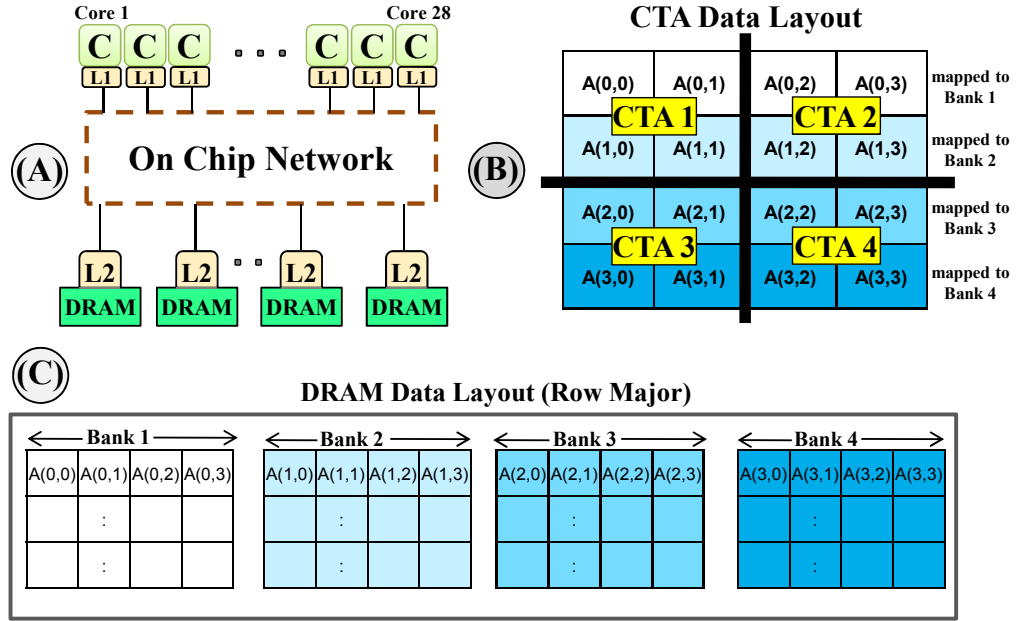 Core 1 Core 28
C C C C C C
L1 L1 L1 L1 L1 L1
(A)
On Chip Network
L2 L2 L2 L2
DRAM DRAM DRAM DRAM
CTA Data Layout
(B)
A(0,0) A(0,1) A(0,2) A(0,3) mapped to Bank 1
CTA 1 CTA 2
A(1,0) A(1,1) A(1,2) A(1,3) mapped to Bank 2
A(2,0) A(2,1) A(2,2) A(2,3) mapped to Bank 3
CTA 3 CTA 4
A(3,0) A(3,1) A(3,2) A(3,3) mapped to Bank 4
(C)
DRAM Data Layout (Row Major)
Bank 1 Bank 2 Bank 3 Bank 4
A(0,0) A(0,1) A(0,2) A(0,3) A(1,0) A(1,1) A(1,2) A(1,3) A(2,0) A(2,1) A(2,2) A(2,3) A(3,0) A(3,1) A(3,2) A(3,3)
: : : :
: : : :